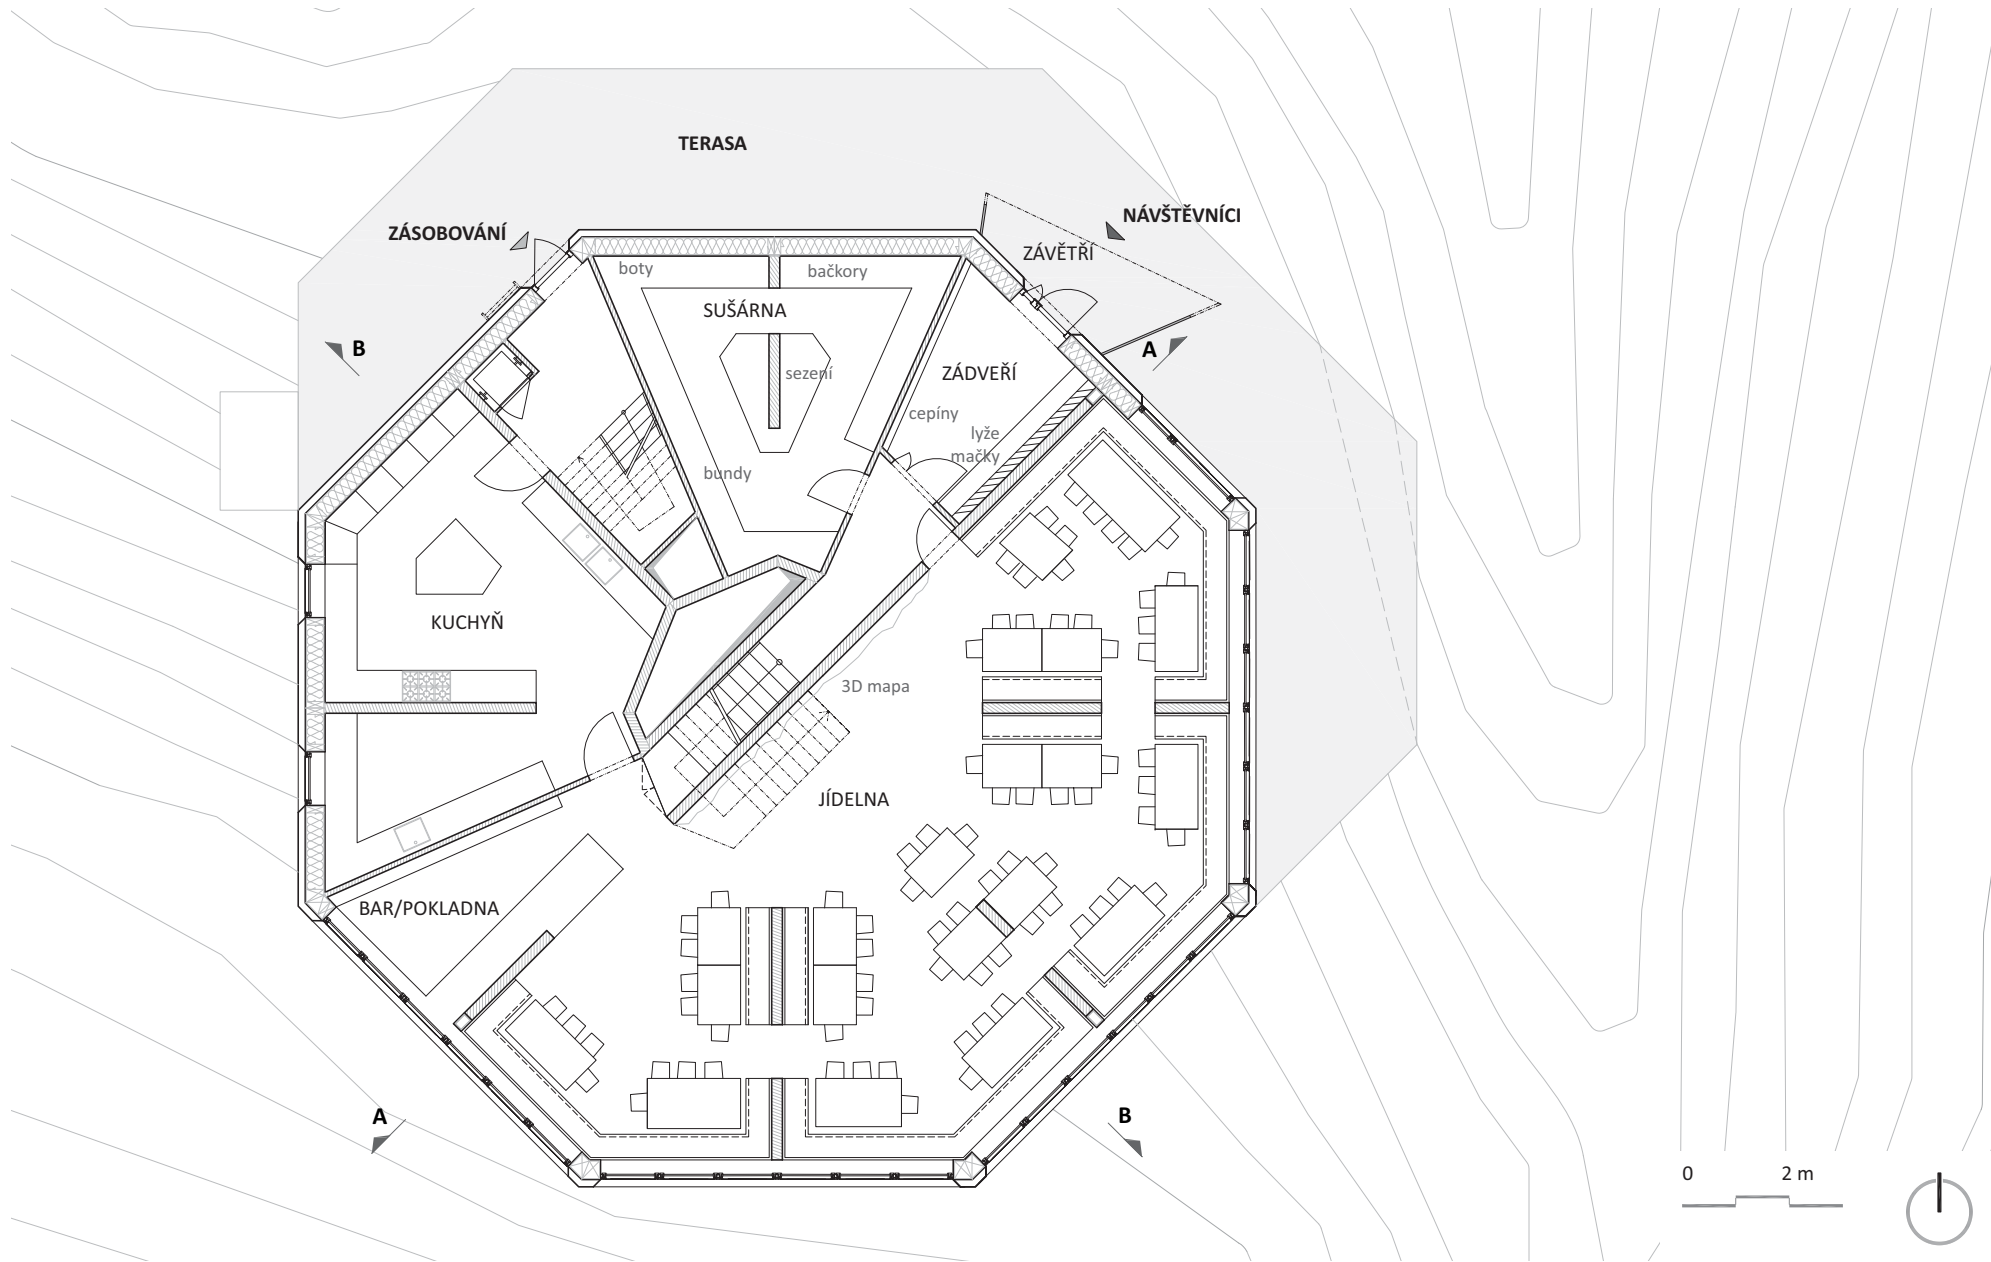 TERASA
NÁVŠTĚVNÍCI
ZÁSOBOVÁNÍ
ZÁVĚTŘÍ
boty
bačkory
SUŠÁRNA
B
A
sezení
ZÁDVEŘÍ
cepíny
lyže
mačky
bundy
KUCHYŇ
3D mapa
JÍDELNA
BAR/POKLADNA
A
B
0 2 m